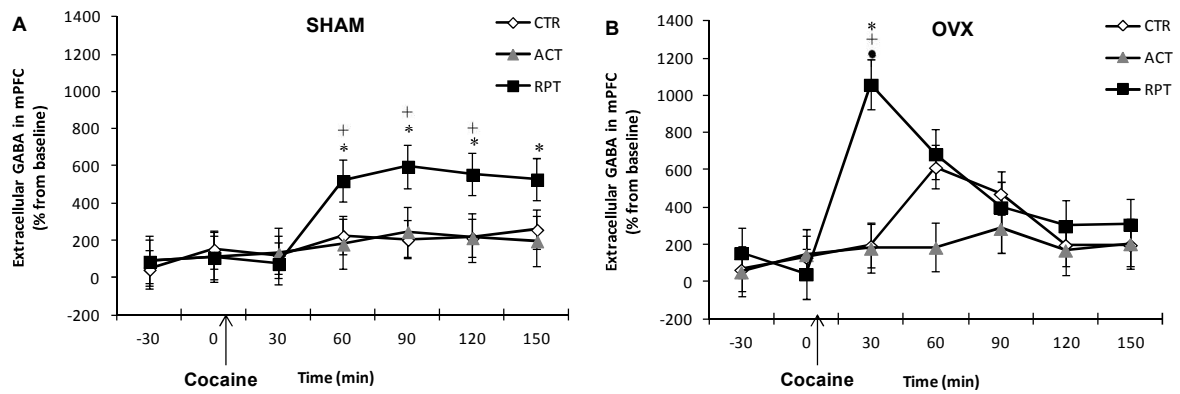 A
SHAM
CTR
ACT
RPT
Extracellular GABA in mPFC
(% from baseline)
1400
1200
1000
800
600
400
200
0
-200
+
*
+
*
+
*
*
-30
0
30
60
90
120
150
Cocaine
Time (min)
B
OVX
CTR
ACT
RPT
Extracellular GABA in mPFC
(% from baseline)
1400
1200
1000
800
600
400
200
0
-200
*
+
●
-30
0
30
60
90
120
150
Cocaine
Time (min)